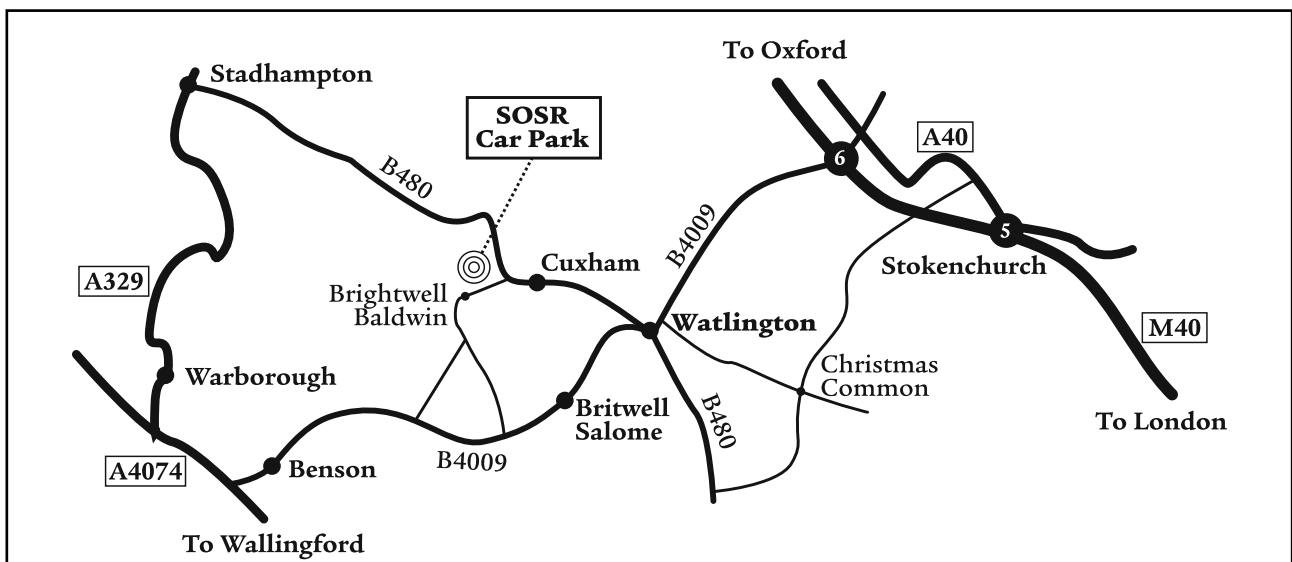 To Oxford
Stadhampton
SOSR
Car Park
A40
6
B480
B4009
5
Cuxham
Stokenchurch
A329
Brightwell
Baldwin
Watlington
M40
Warborough
Christmas
Common
Britwell
Salome
B480
To London
Benson
B4009
A4074
To Wallingford